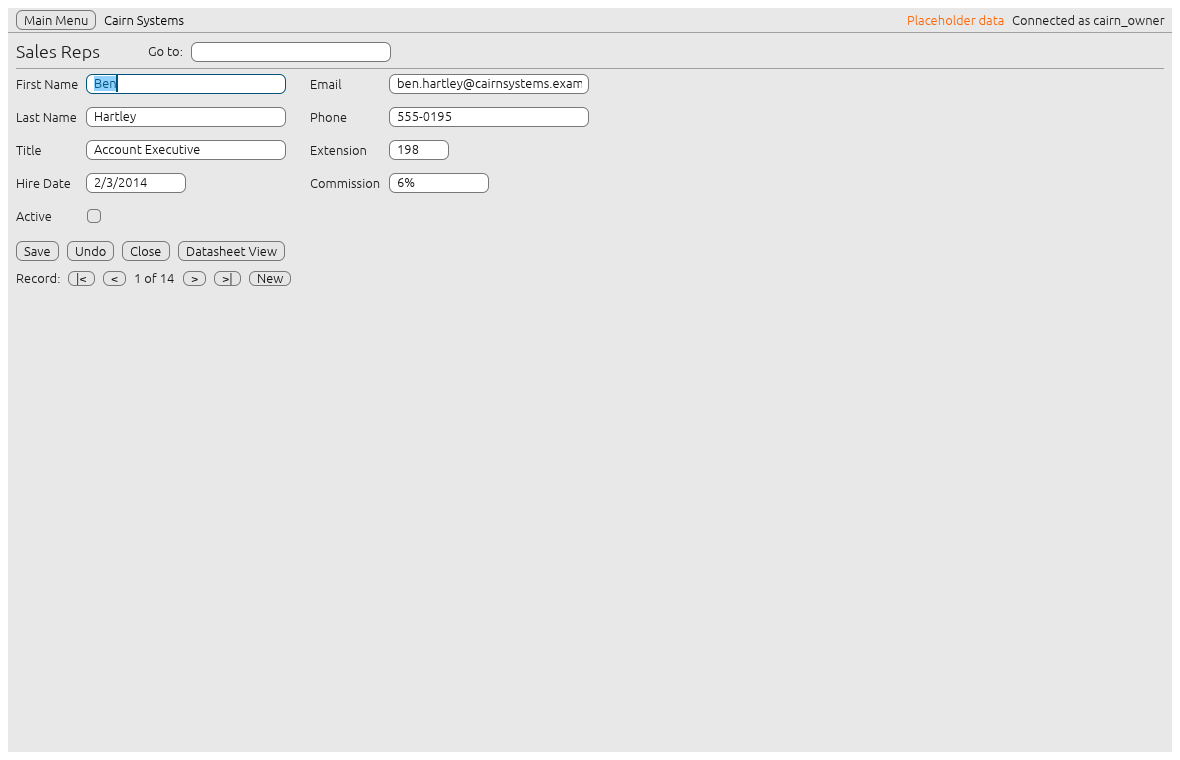 Main Menu Cairn Systems Placeholder data Connected as cairn_owner
Sales Reps Go to:
First Name Ben Email ben.hartley@cairnsystems.exam
Last Name Hartley Phone 555-0195
Title Account Executive Extension 198
Hire Date 2/3/2014 Commission 6%
Active
Save Undo Close Datasheet View
Record: |< < 1 of 14 > >| New